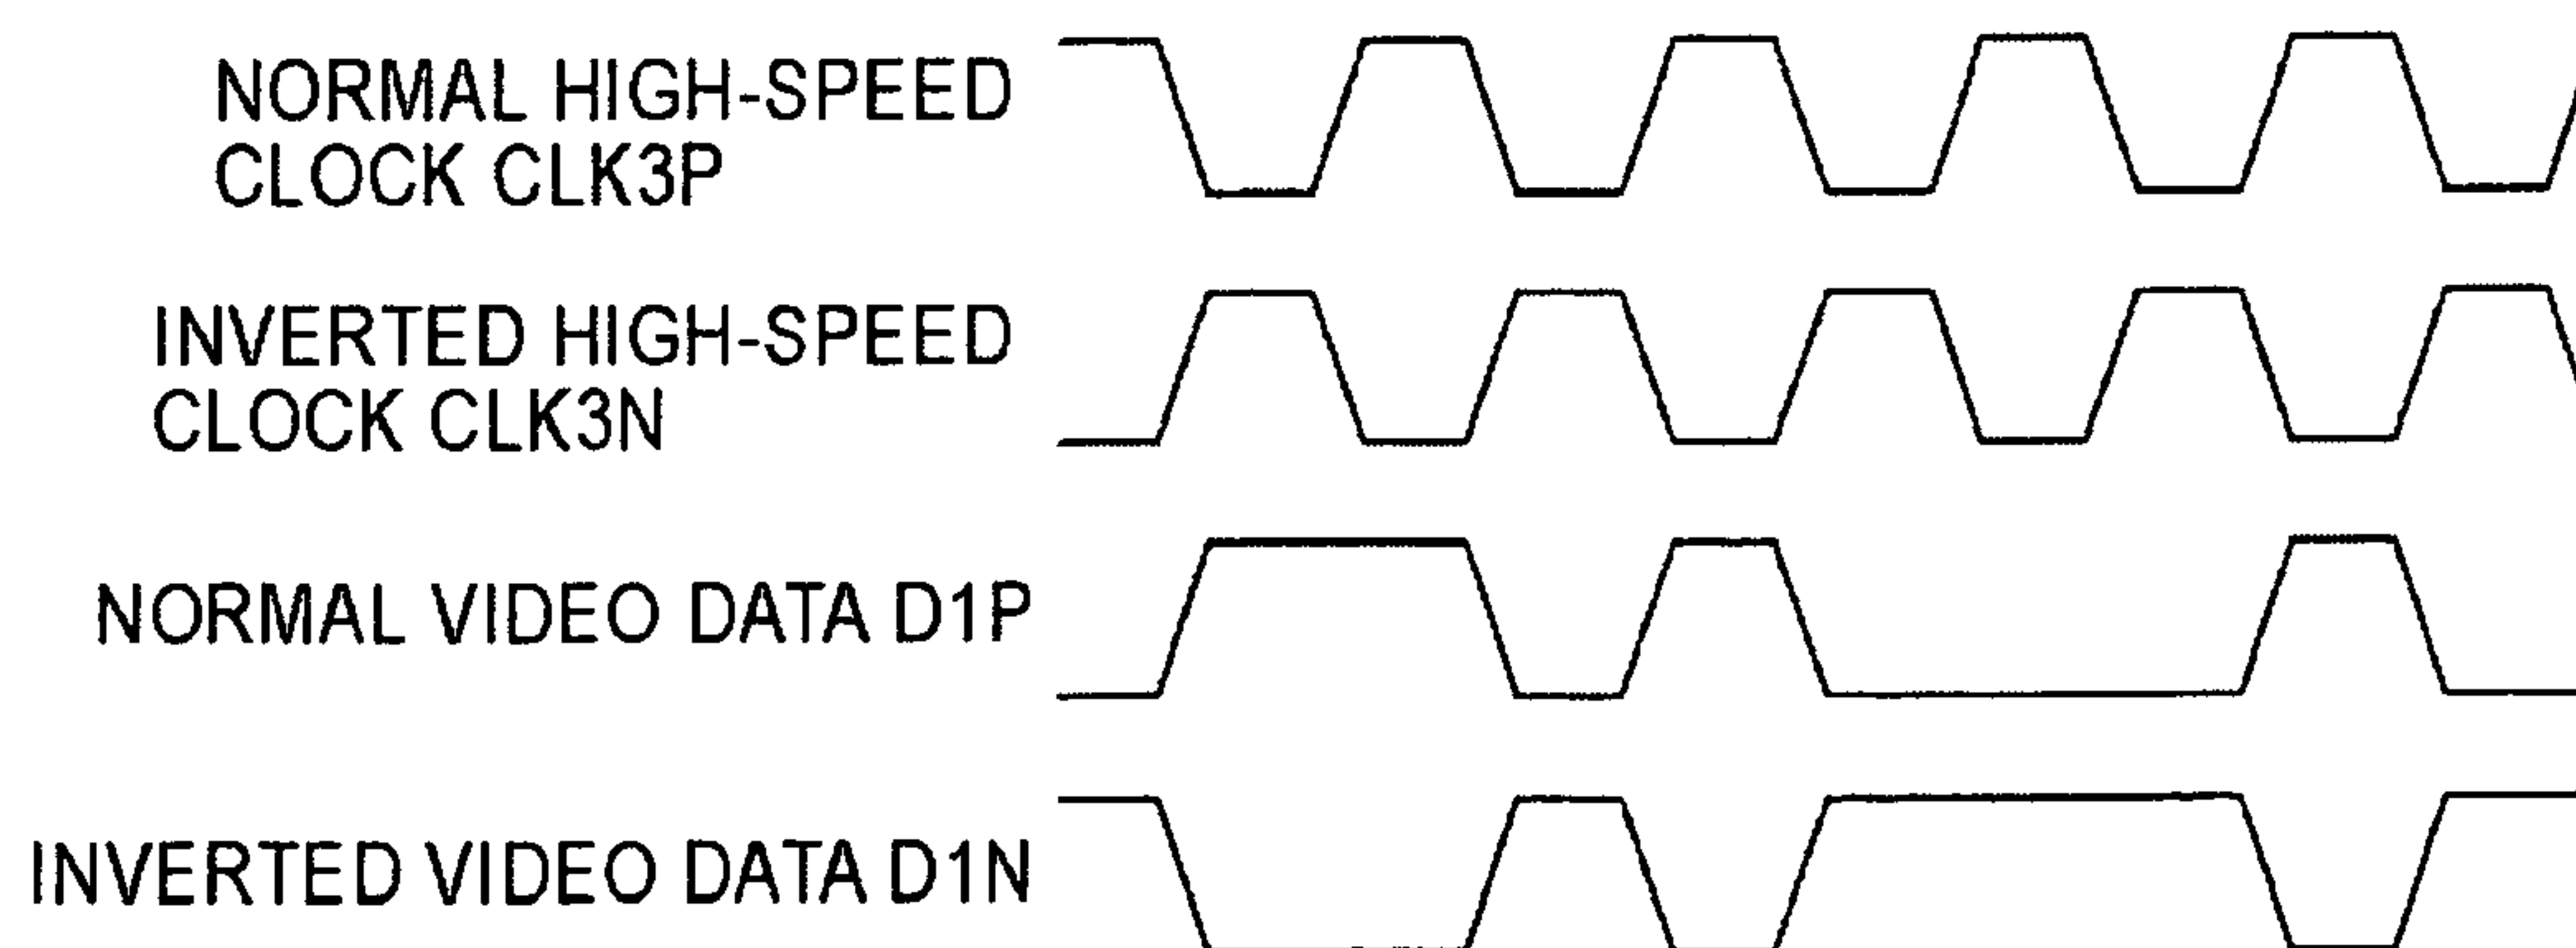 NORMAL HIGH-SPEED
CLOCK CLK3P
INVERTED HIGH-SPEED
CLOCK CLK3N
NORMAL VIDEO DATA D1P
INVERTED VIDEO DATA D1N